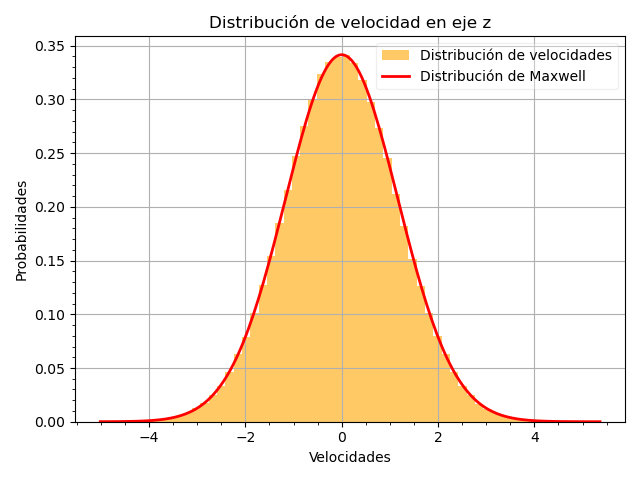 Distribución de velocidad en eje z
Distribución de velocidades
Distribución de Maxwell
Probabilidades
0.35
0.30
0.25
0.20
0.15
0.10
0.05
0.00
−4
−2
0
2
4
Velocidades